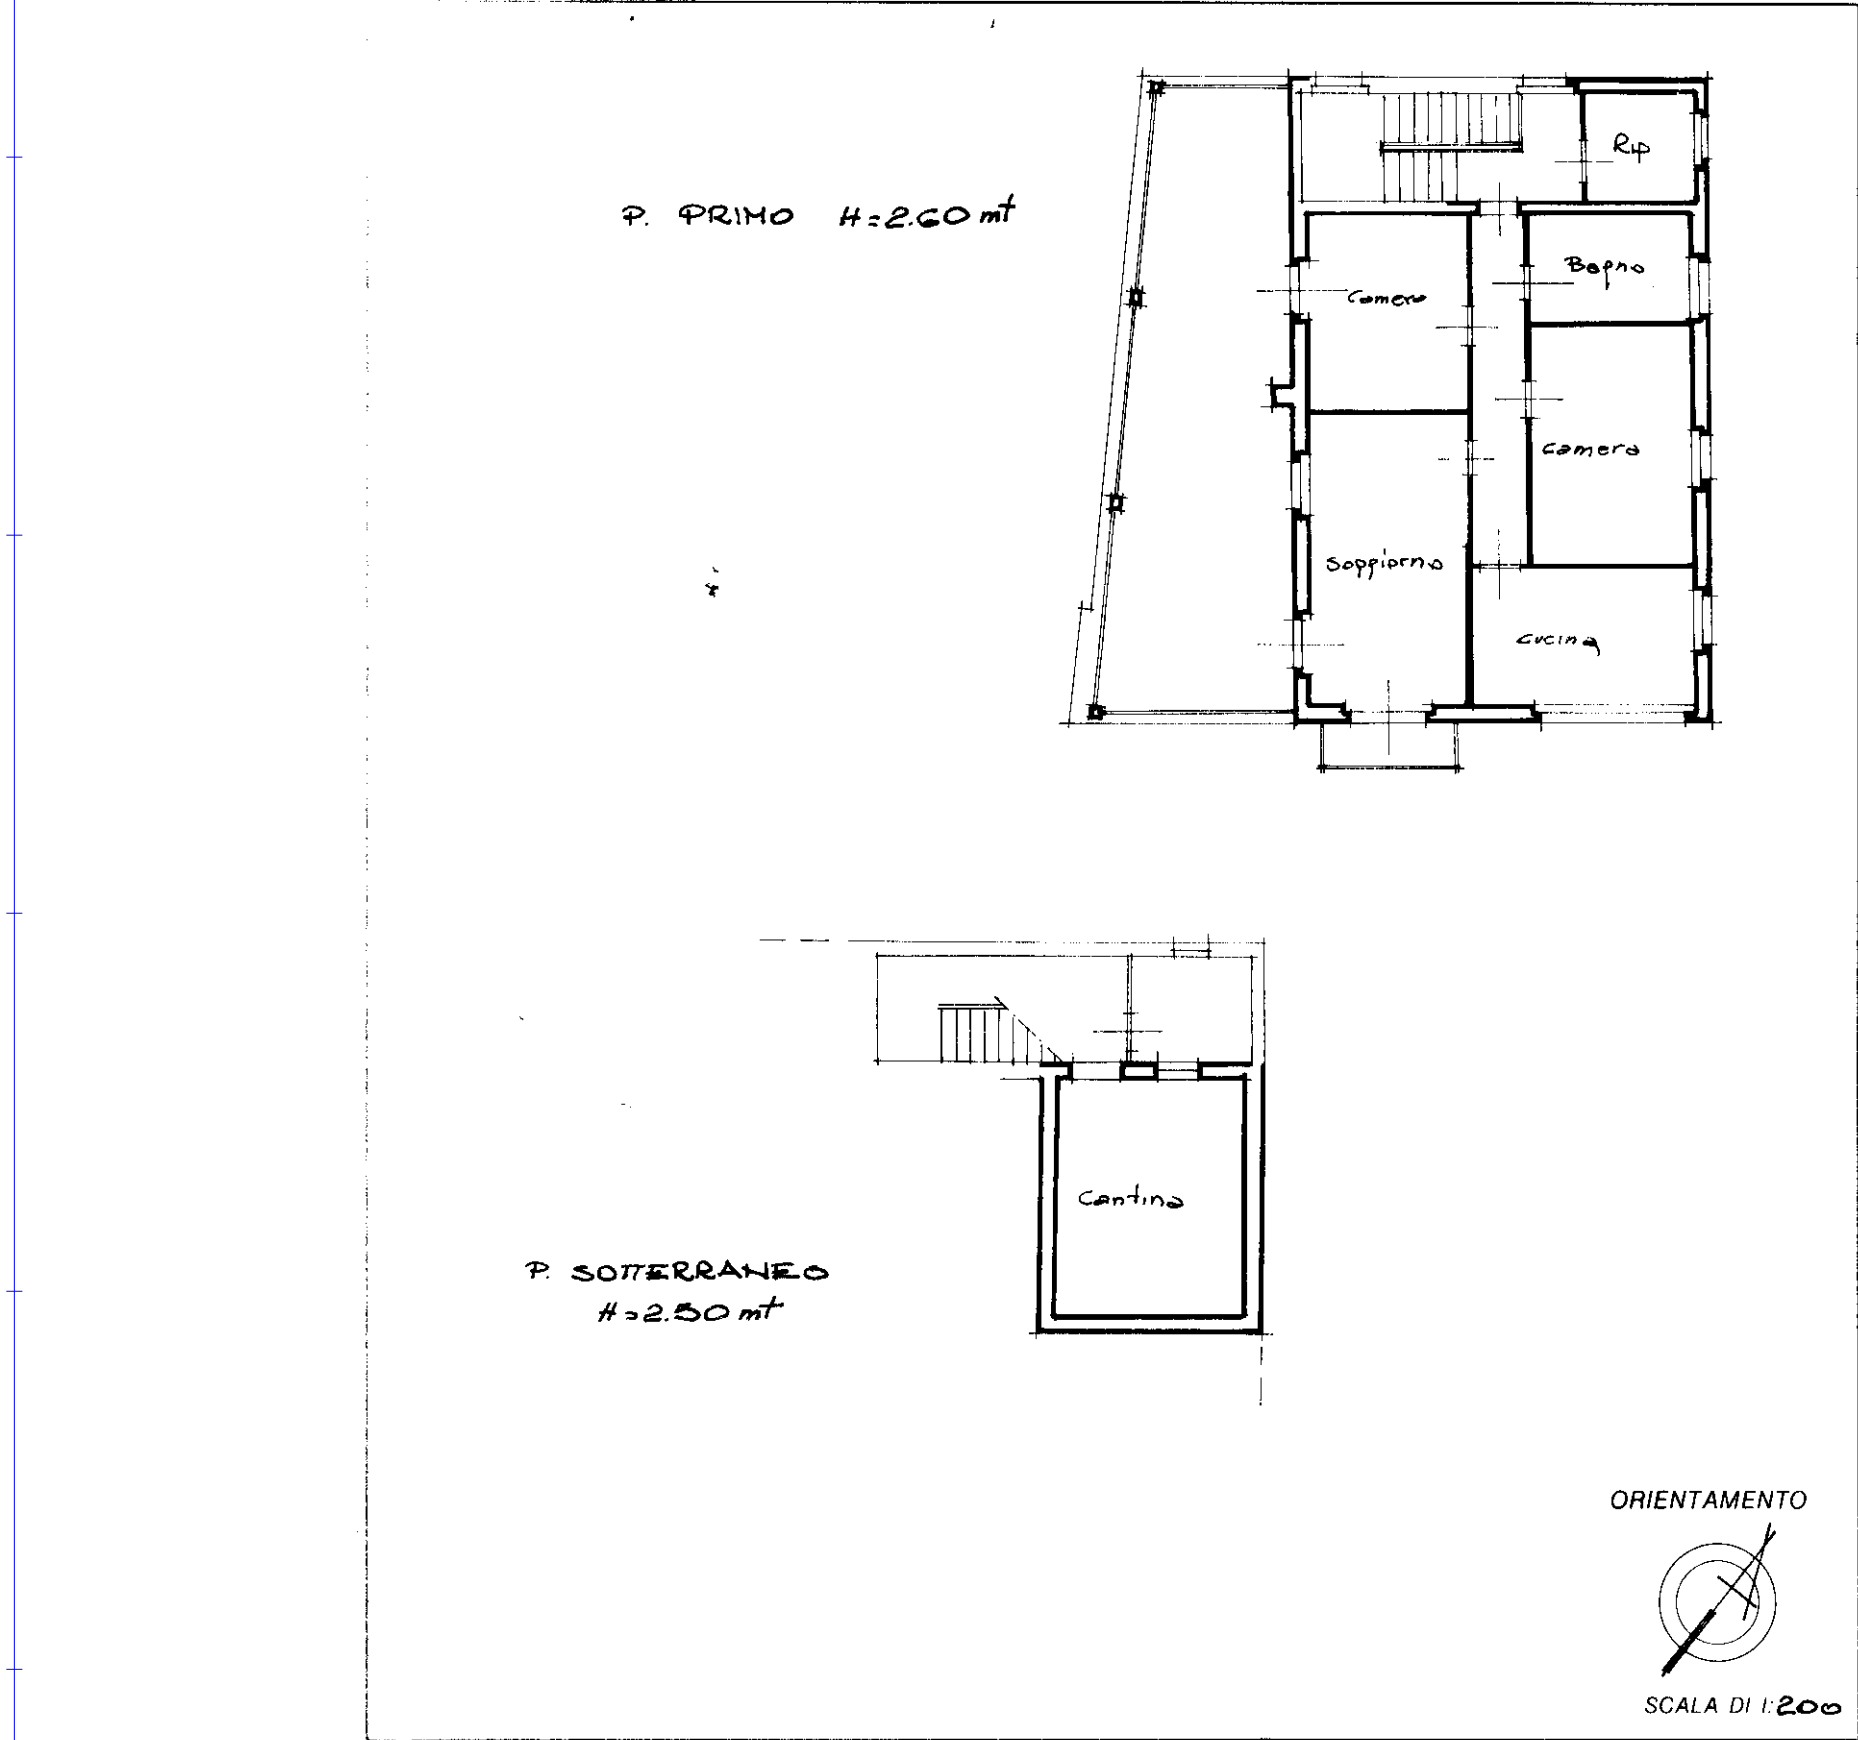 P. PRIMO H=2.60 mt
Rip
Bagno
Camera
Camera
Soggiorno
Cucina
Cantina
P. SOTTERRANEO
H=2.50 mt
ORIENTAMENTO
SCALA DI 1:200